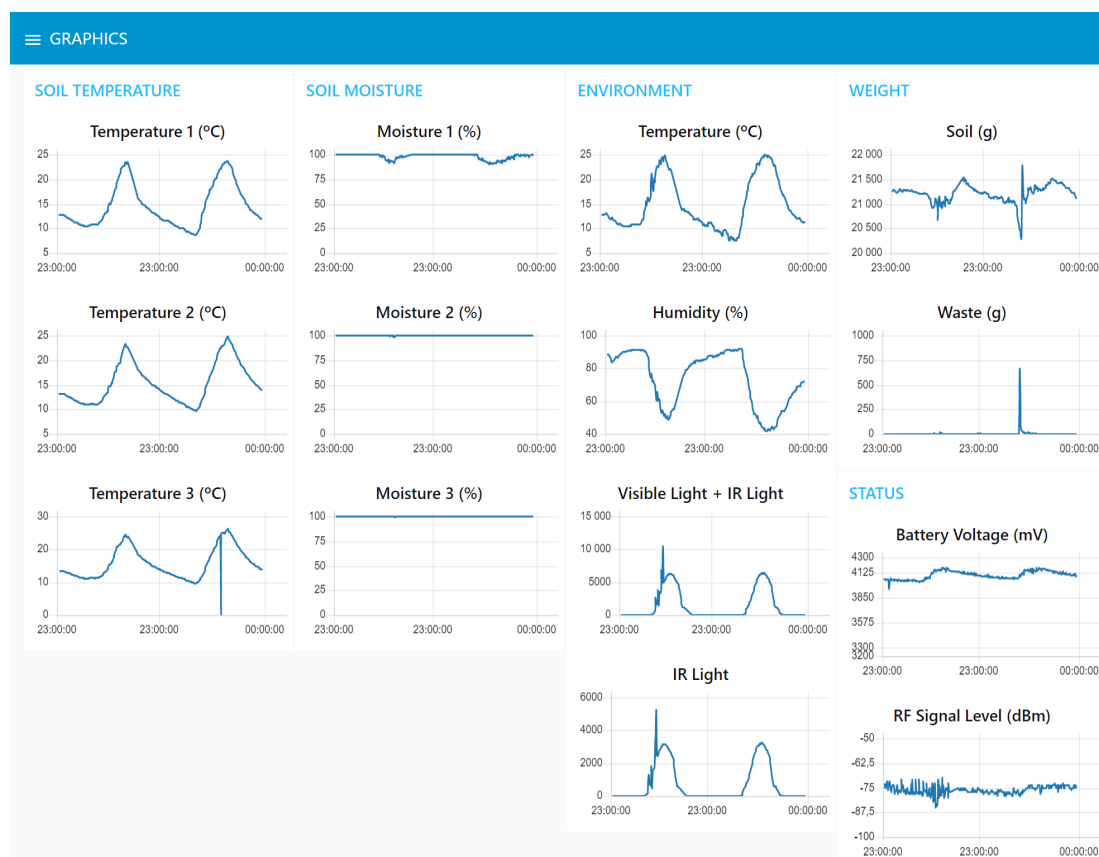 GRAPHICS
SOIL TEMPERATURE
Temperature 1 (ºC)
25
20
15
10
5
23:00:00 23:00:00 00:00:00
Temperature 2 (ºC)
25
20
15
10
5
23:00:00 23:00:00 00:00:00
Temperature 3 (ºC)
30
20
10
0
23:00:00 23:00:00 00:00:00
SOIL MOISTURE
Moisture 1 (%)
100
75
50
25
0
23:00:00 23:00:00 00:00:00
Moisture 2 (%)
100
75
50
25
0
23:00:00 23:00:00 00:00:00
Moisture 3 (%)
100
75
50
25
0
23:00:00 23:00:00 00:00:00
ENVIRONMENT
Temperature (ºC)
25
20
15
10
5
23:00:00 23:00:00 00:00:00
Humidity (%)
100
80
60
40
23:00:00 23:00:00 00:00:00
Visible Light + IR Light
15 000
10 000
5000
0
23:00:00 23:00:00 00:00:00
IR Light
6000
4000
2000
0
23:00:00 23:00:00 00:00:00
WEIGHT
Soil (g)
22 000
21 500
21 000
20 500
20 000
23:00:00 23:00:00 00:00:00
Waste (g)
1000
750
500
250
0
23:00:00 23:00:00 00:00:00
STATUS
Battery Voltage (mV)
4300
4125
3850
3575
3300
3200
23:00:00 23:00:00 00:00:00
RF Signal Level (dBm)
-50
-62,5
-75
-87,5
-100
23:00:00 23:00:00 00:00:00